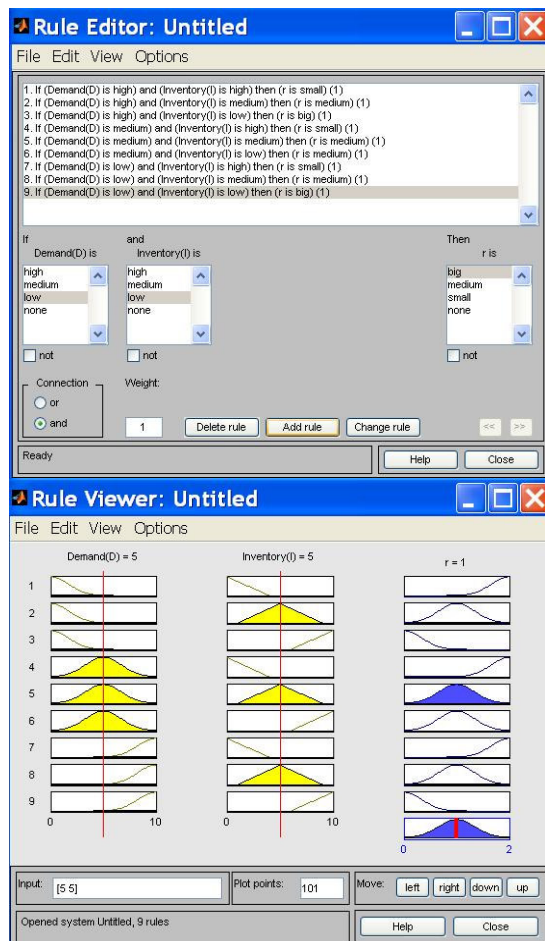 Rule Editor: Untitled
File Edit View Options
1. If (Demand(D) is high) and (Inventory(I) is high) then (r is small) (1)
2. If (Demand(D) is high) and (Inventory(I) is medium) then (r is medium) (1)
3. If (Demand(D) is high) and (Inventory(I) is low) then (r is big) (1)
4. If (Demand(D) is medium) and (Inventory(I) is high) then (r is small) (1)
5. If (Demand(D) is medium) and (Inventory(I) is medium) then (r is medium) (1)
6. If (Demand(D) is medium) and (Inventory(I) is low) then (r is medium) (1)
7. If (Demand(D) is low) and (Inventory(I) is high) then (r is small) (1)
8. If (Demand(D) is low) and (Inventory(I) is medium) then (r is medium) (1)
9. If (Demand(D) is low) and (Inventory(I) is low) then (r is big) (1)
If and Then
Demand(D) is Inventory(I) is r is
high high big
medium medium medium
low low small
none none none
not not not
Connection Weight:
or
and 1 Delete rule Add rule Change rule << >>
Ready Help Close
Rule Viewer: Untitled
File Edit View Options
Demand(D) = 5 Inventory(I) = 5 r = 1
1
2
3
4
5
6
7
8
9
0 10 0 10
0 2
Input: [5 5] Plot points: 101 Move: left right down up
Opened system Untitled, 9 rules Help Close